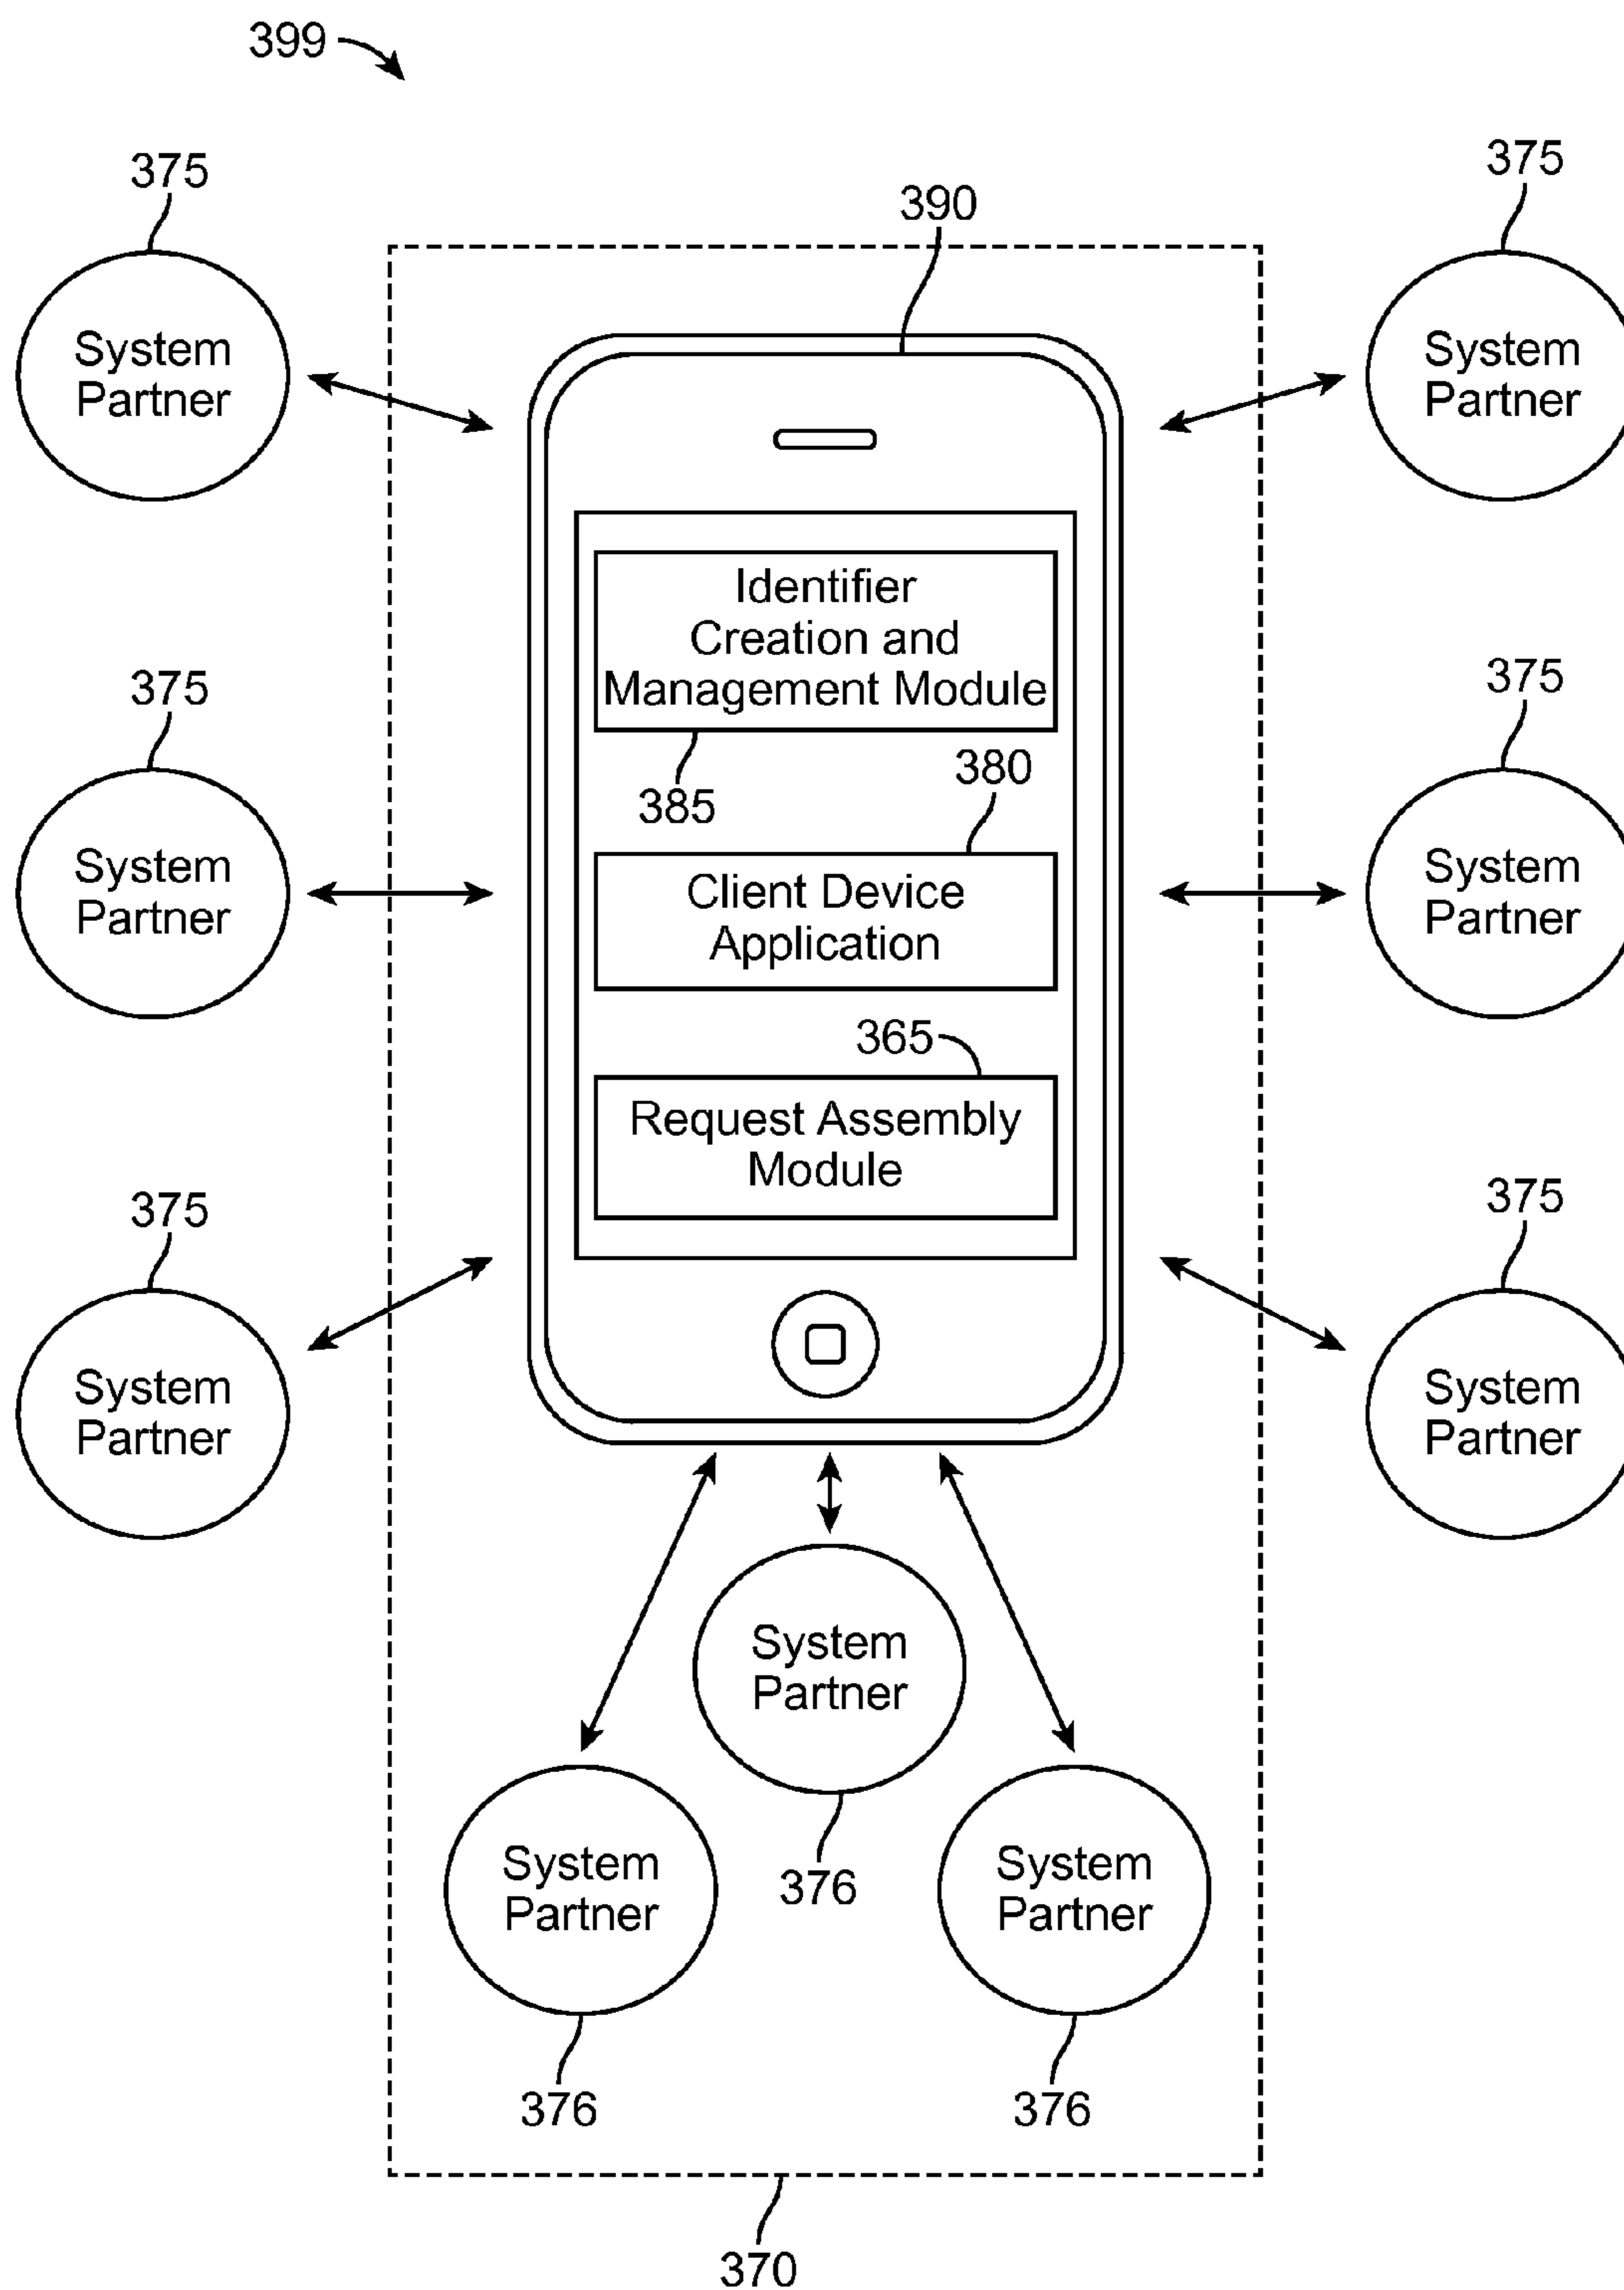 399
375
375
390
System
Partner
System
Partner
Identifier
Creation and
Management Module
375
375
385
380
System
Partner
Client Device
Application
System
Partner
365
Request Assembly
Module
375
375
System
Partner
System
Partner
System
Partner
376
System
Partner
System
Partner
376
376
370